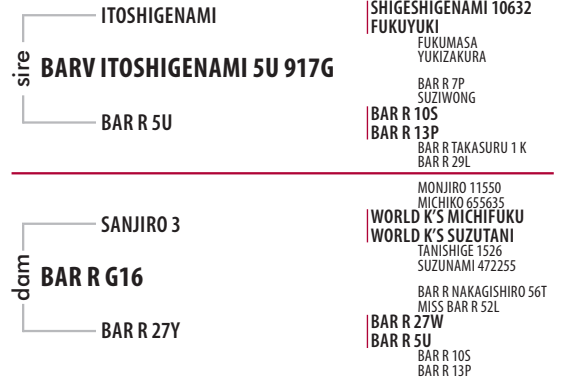 SHIGESHIGENAMI 10632
ITOSHIGENAMI
FUKUYUKI
FUKUMASA
YUKIZAKURA
sire
BARV ITOSHIGENAMI 5U 917G
BAR R 7P
SUZIWONG
BAR R 10S
BAR R 5U
BAR R 13P
BAR R TAKASURU 1 K
BAR R 29L
MONJIRO 11550
MICHIKO 655635
WORLD K'S MICHIFUKU
SANJIRO 3
WORLD K'S SUZUTANI
TANISHIGE 1526
SUZUNAMI 472255
dam
BAR R G16
BAR R NAKAGISHIRO 56T
MISS BAR R 52L
BAR R 27W
BAR R 27Y
BAR R 5U
BAR R 10S
BAR R 13P